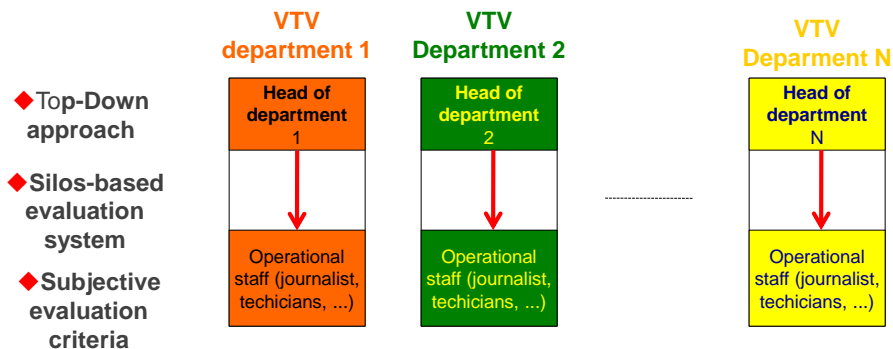 ◆Top-Down
approach
◆Silos-based
evaluation
system
◆Subjective
evaluation
criteria
VTV
department 1
Head of
department
1
Operational
staff (journalist,
techicians, ...)
VTV
Department 2
Head of
department
2
Operational
staff (journalist,
techicians, ...)
VTV
Deparment N
Head of
department
N
Operational
staff (journalist,
techicians, ...)